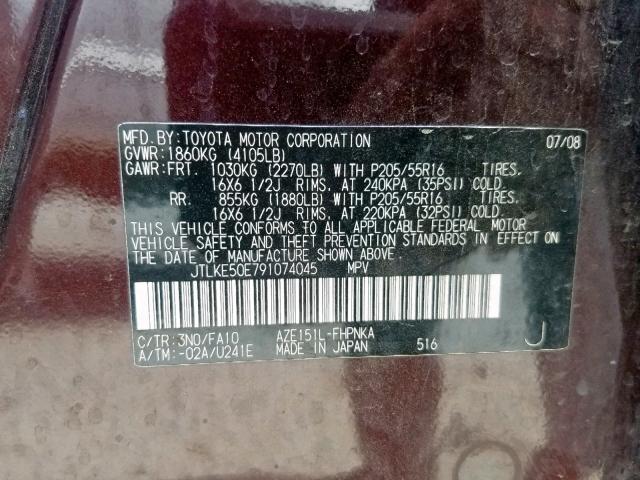 MFD.BY:TOYOTA MOTOR CORPORATION 07/08
GVWR:1860KG (4105LB)
GAWR:FRT. 1030KG (2270LB) WITH P205/55R16 TIRES.
16X6 1/2J RIMS, AT 240KPA (35PSI) COLD.
RR. 855KG (1880LB) WITH P205/55R16 TIRES.
16X6 1/2J RIMS, AT 220KPA (32PSI) COLD.
THIS VEHICLE CONFORMS TO ALL APPLICABLE FEDERAL MOTOR
VEHICLE SAFETY AND THEFT PREVENTION STANDARDS IN EFFECT ON
THE DATE OF MANUFACTURE SHOWN ABOVE.
JTLKE50E791074045 MPV
C/TR:3N0/FA10 AZE151L-FHPNKA
A/TM:-02A/U241E MADE IN JAPAN 516 J